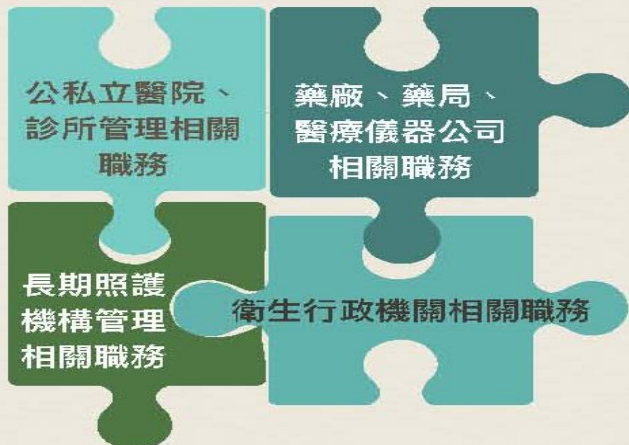 公私立醫院、
診所管理相關
職務
藥廠、藥局、
醫療儀器公司
相關職務
長期照護
機構管理
相關職務
衛生行政機關相關職務